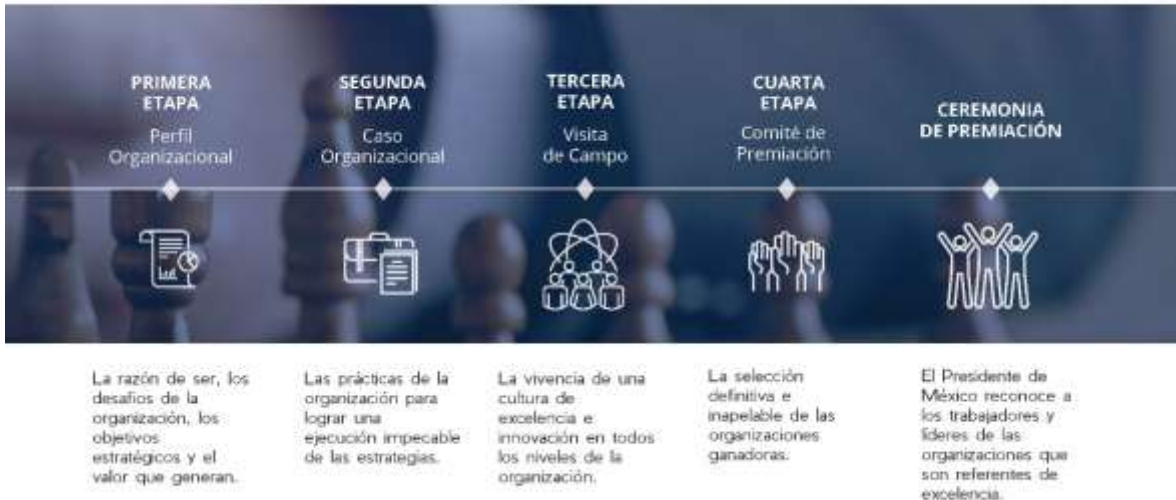 PRIMERA
ETAPA
Perfil
Organizacional
SEGUNDA
ETAPA
Caso
Organizacional
TERCERA
ETAPA
Visita
de Campo
CUARTA
ETAPA
Comité de
Premiación
CEREMONIA
DE PREMIACIÓN
La razón de ser, los
desafíos de la
organización, los
objetivos
estratégicos y el
valor que generan.
Las prácticas de la
organización para
lograr una
ejecución impecable
de las estrategias.
La vivencia de una
cultura de
excelencia e
innovación en todos
los niveles de la
organización.
La selección
definitiva e
inapelable de las
organizaciones
ganadoras.
El Presidente de
México reconoce a
los trabajadores y
líderes de las
organizaciones que
son referentes de
excelencia.